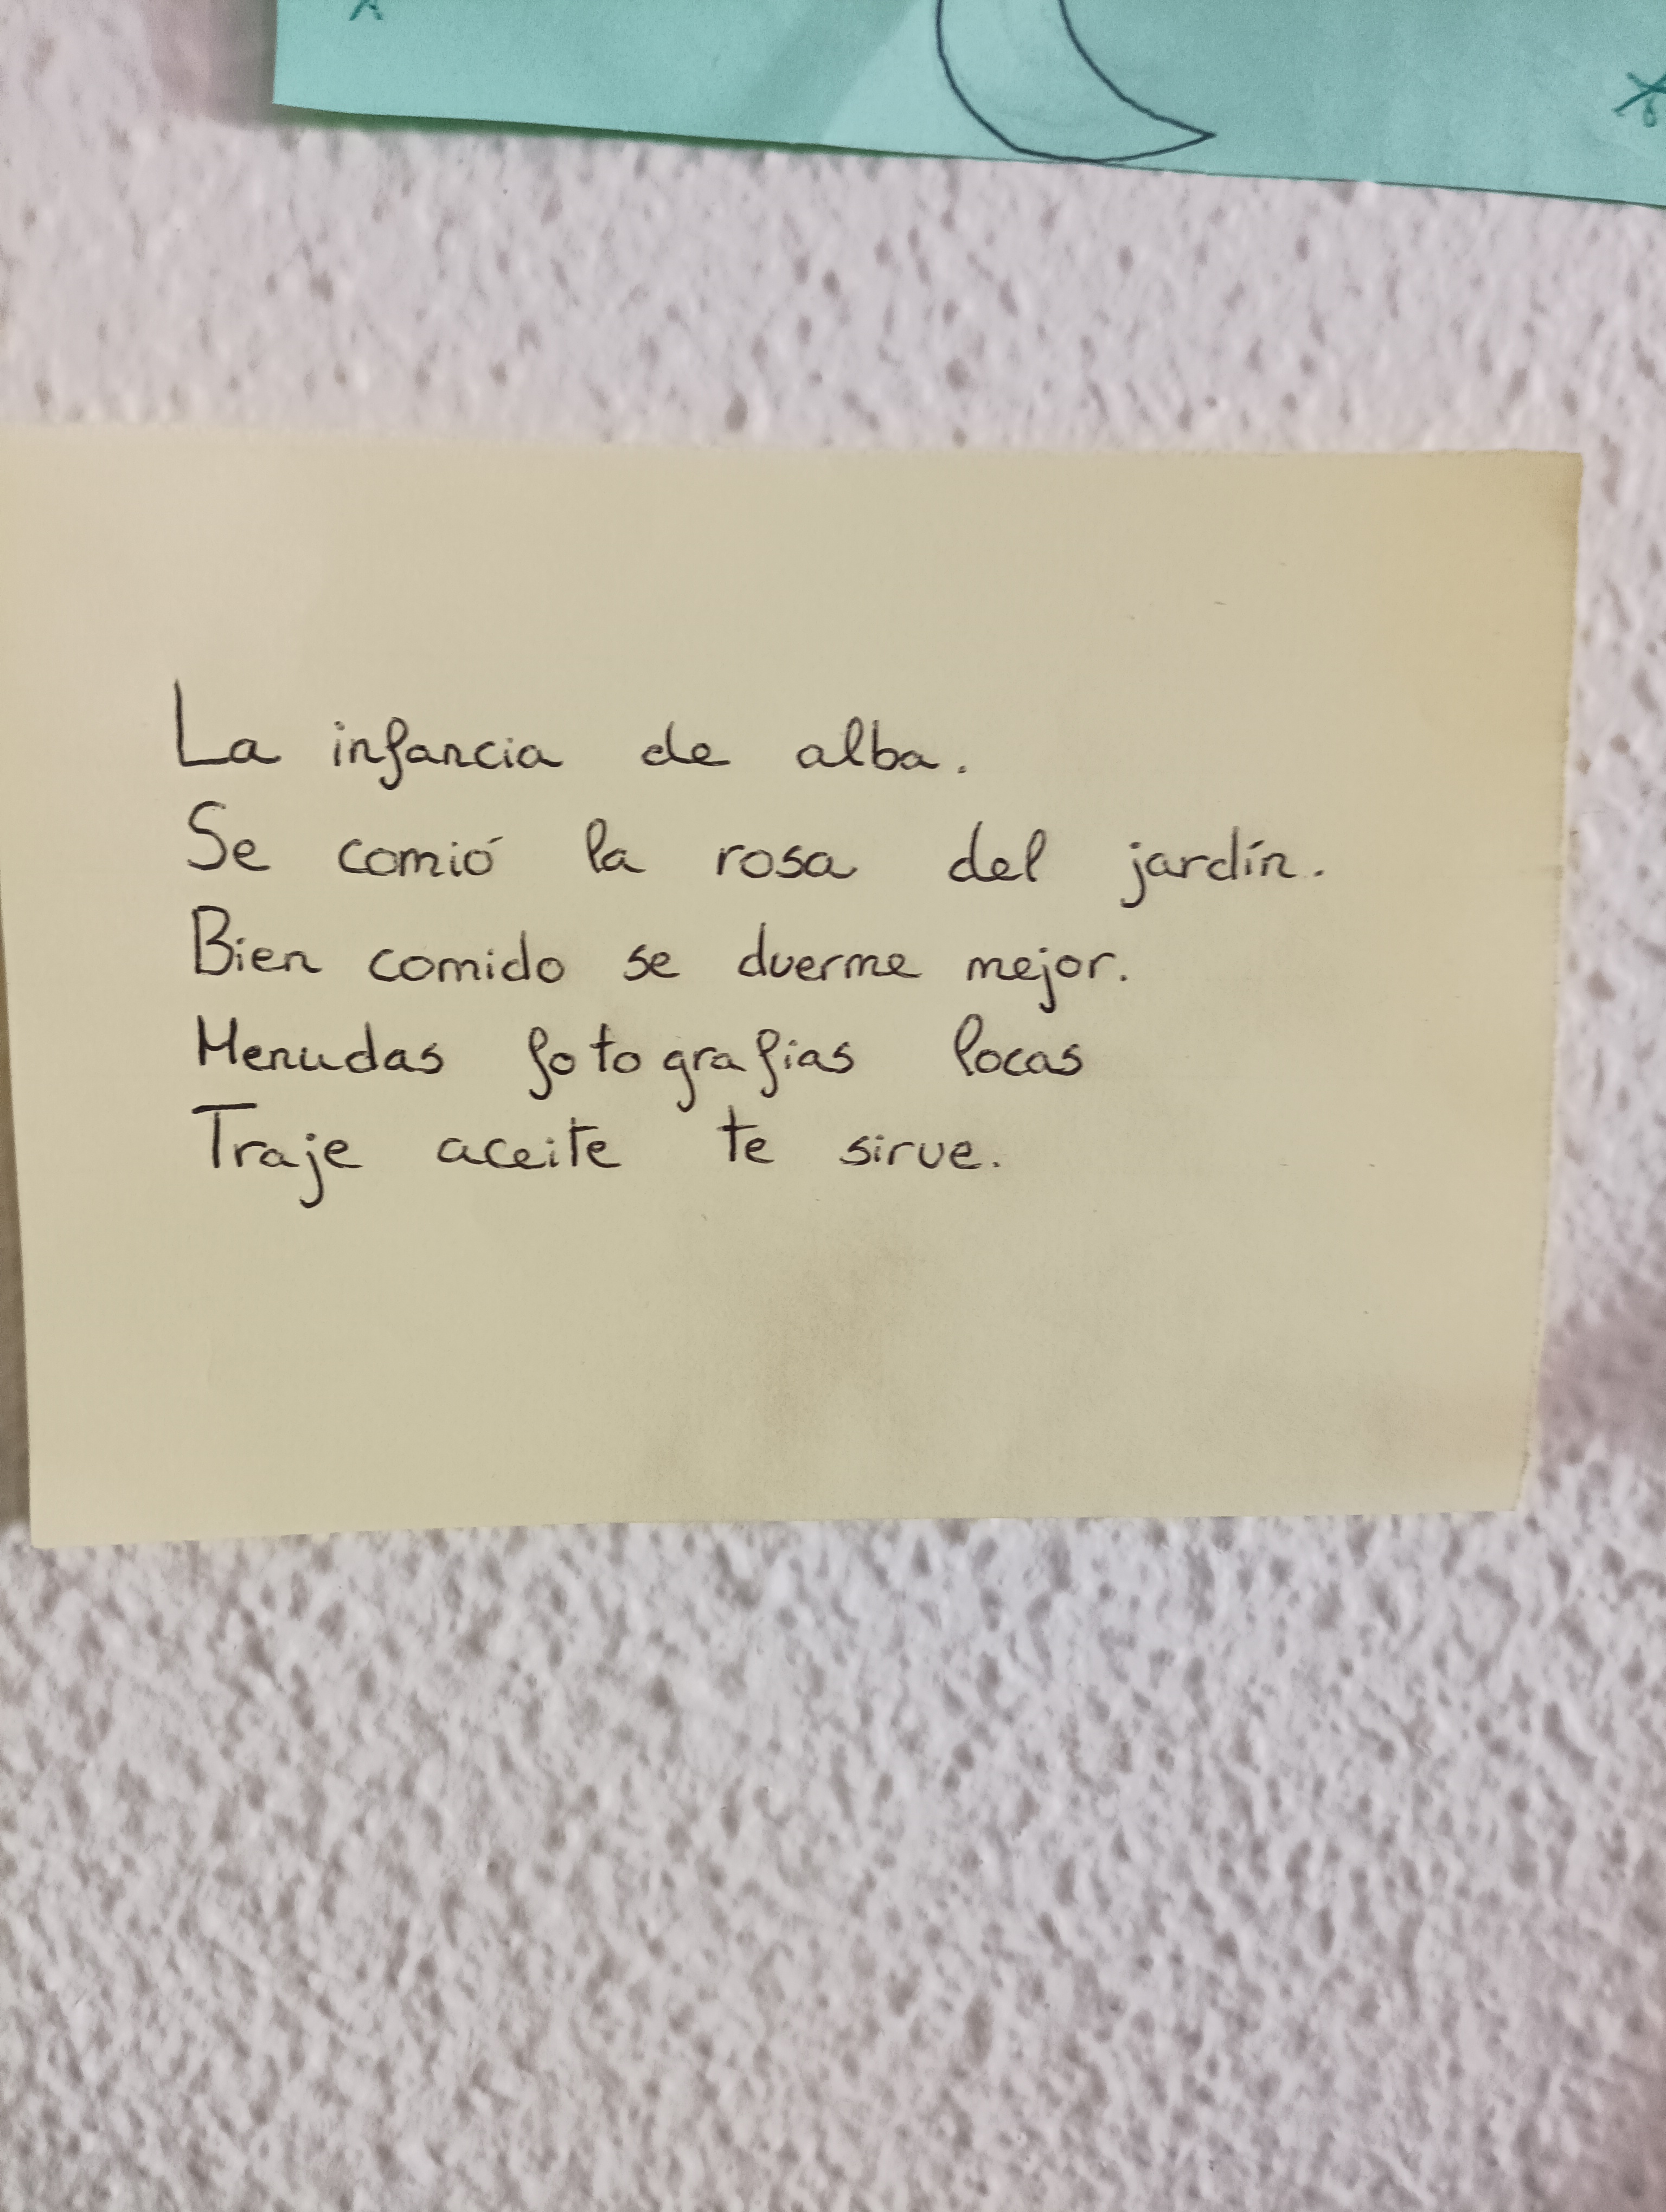 La infancia de alba.
Se comió la rosa del jardín.
Bien comido se duerme mejor.
Menudas fotografias locas
Traje aceite te sirve.